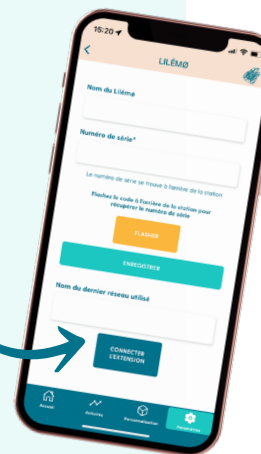 15:20
LILÉMØ
Nom du Lilémø
Numéro de série*
Le numéro de série se trouve à l'arrière de la station
Flashez le code à l'arrière de la station pour
récupérer le numéro de série
FLASHER
ENREGISTRER
Nom du dernier réseau utilisé
CONNECTER
L'EXTENSION
Accueil
Activités
Personnalisation
Paramètres